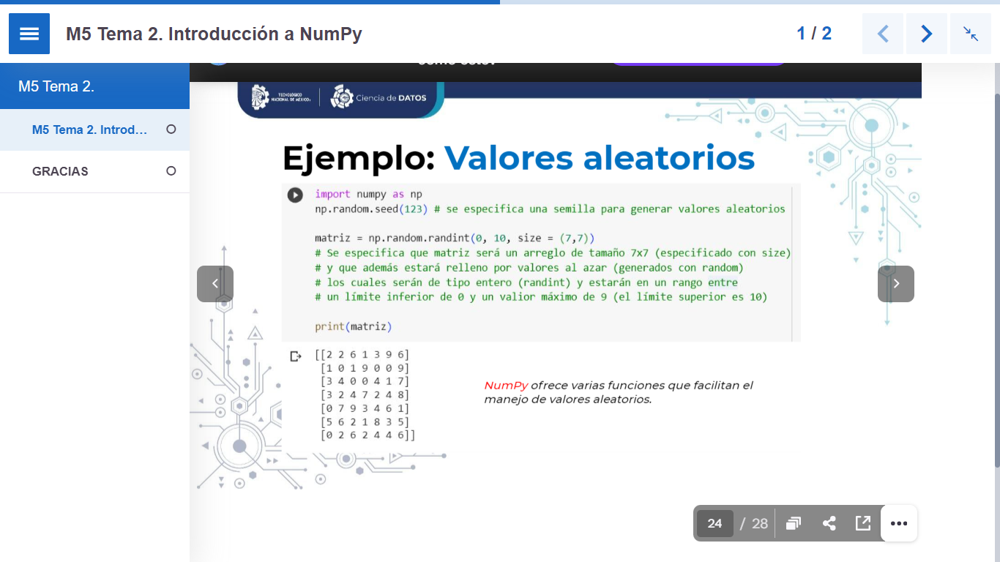 M5 Tema 2. Introducción a NumPy
1 / 2
M5 Tema 2.
M5 Tema 2. Introd...
GRACIAS
como este?
TECNOLÓGICO
NACIONAL DE MÉXICO
Ciencia de DATOS
Ejemplo: Valores aleatorios
import numpy as np
np.random.seed(123) # se especifica una semilla para generar valores aleatorios
matriz = np.random.randint(0, 10, size = (7,7))
# Se especifica que matriz será un arreglo de tamaño 7x7 (especificado con size)
# y que además estará relleno por valores al azar (generados con random)
# los cuales serán de tipo entero (randint) y estarán en un rango entre
# un límite inferior de 0 y un valior máximo de 9 (el límite superior es 10)
print(matriz)
[[2 2 6 1 3 9 6]
[1 0 1 9 0 0 9]
[3 4 0 0 4 1 7]
[3 2 4 7 2 4 8]
[0 7 9 3 4 6 1]
[5 6 2 1 8 3 5]
[0 2 6 2 4 4 6]]
NumPy ofrece varias funciones que facilitan el
manejo de valores aleatorios.
24 / 28